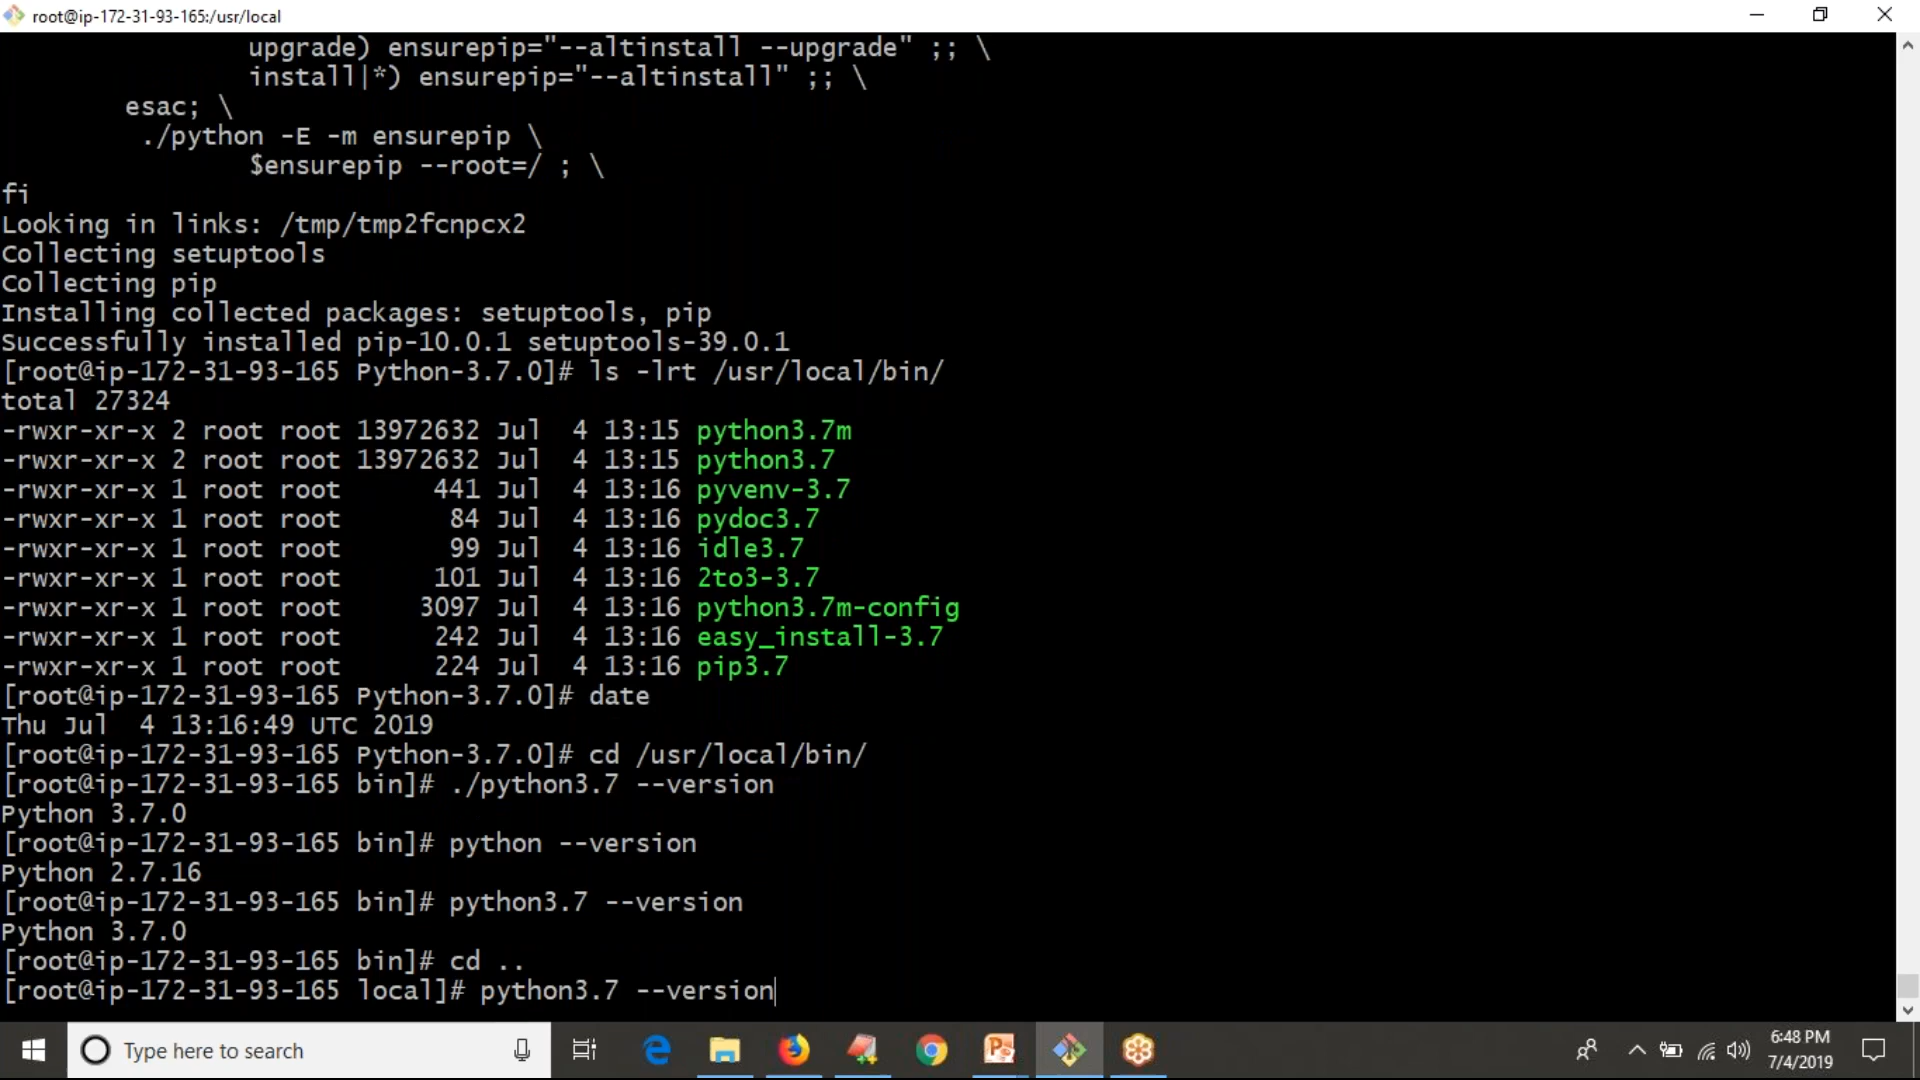 root@ip-172-31-93-165:/usr/local
upgrade) ensurepip="--altinstall --upgrade" ;; \
install|*) ensurepip="--altinstall" ;; \
esac; \
./python -E -m ensurepip \
$ensurepip --root=/ ; \
fi
Looking in links: /tmp/tmp2fcnpcx2
Collecting setuptools
Collecting pip
Installing collected packages: setuptools, pip
Successfully installed pip-10.0.1 setuptools-39.0.1
[root@ip-172-31-93-165 Python-3.7.0]# ls -lrt /usr/local/bin/
total 27324
-rwxr-xr-x 2 root root 13972632 Jul  4 13:15 python3.7m
-rwxr-xr-x 2 root root 13972632 Jul  4 13:15 python3.7
-rwxr-xr-x 1 root root      441 Jul  4 13:16 pyvenv-3.7
-rwxr-xr-x 1 root root       84 Jul  4 13:16 pydoc3.7
-rwxr-xr-x 1 root root       99 Jul  4 13:16 idle3.7
-rwxr-xr-x 1 root root      101 Jul  4 13:16 2to3-3.7
-rwxr-xr-x 1 root root     3097 Jul  4 13:16 python3.7m-config
-rwxr-xr-x 1 root root      242 Jul  4 13:16 easy_install-3.7
-rwxr-xr-x 1 root root      224 Jul  4 13:16 pip3.7
[root@ip-172-31-93-165 Python-3.7.0]# date
Thu Jul  4 13:16:49 UTC 2019
[root@ip-172-31-93-165 Python-3.7.0]# cd /usr/local/bin/
[root@ip-172-31-93-165 bin]# ./python3.7 --version
Python 3.7.0
[root@ip-172-31-93-165 bin]# python --version
Python 2.7.16
[root@ip-172-31-93-165 bin]# python3.7 --version
Python 3.7.0
[root@ip-172-31-93-165 bin]# cd ..
[root@ip-172-31-93-165 local]# python3.7 --version
Type here to search
6:48 PM
7/4/2019